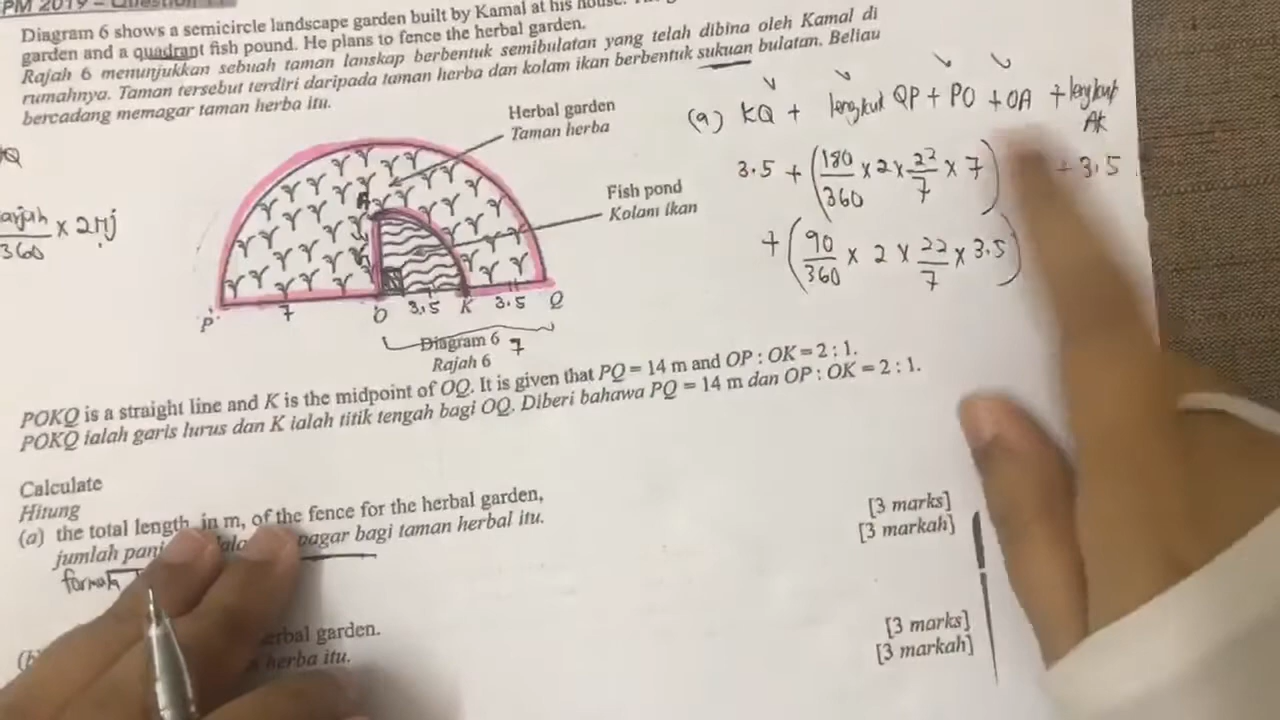 PM 2019 – Question
Diagram 6 shows a semicircle landscape garden built by Kamal at his house.
garden and a quadrant fish pond. He plans to fence the herbal garden.
Rajah 6 menunjukkan sebuah taman lanskap berbentuk semibulatan yang telah dibina oleh Kamal di
rumahnya. Taman tersebut terdiri daripada taman herba dan kolam ikan berbentuk sukuan bulatan. Beliau
bercadang memagar taman herba itu.
Herbal garden
Taman herba
Fish pond
Kolam ikan
A
P 7 O 3.5 K 3.5 Q
7
Diagram 6
Rajah 6
360 × 2πj
(a) KQ + lengkuk QP + PO + OA + lengkuk
AK
3.5 + (180/360 × 2 × 22/7 × 7) + 3.5
+ (90/360 × 2 × 22/7 × 3.5)
POKQ is a straight line and K is the midpoint of OQ. It is given that PQ = 14 m and OP : OK = 2 : 1.
POKQ ialah garis lurus dan K ialah titik tengah bagi OQ. Diberi bahawa PQ = 14 m dan OP : OK = 2 : 1.
Calculate
Hitung
(a) the total length, in m, of the fence for the herbal garden,
jumlah pagar bagi taman herbal itu.
[3 marks]
[3 markah]
herbal garden.
herba itu.
[3 marks]
[3 markah]